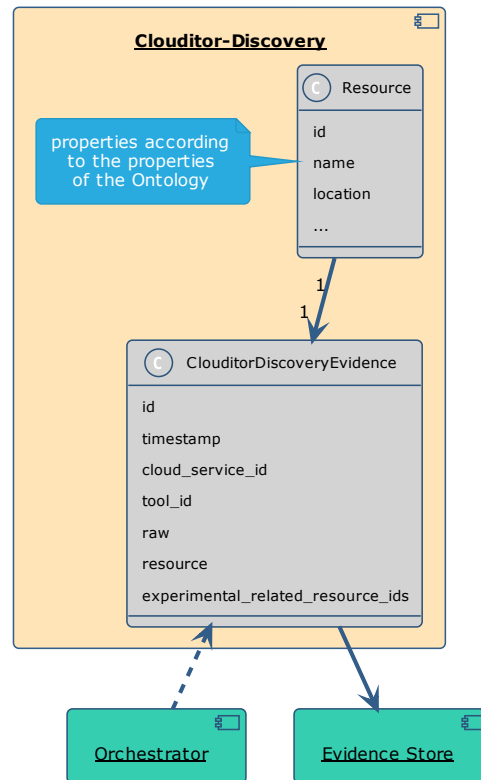 Clouditor-Discovery
C Resource
id
name
location
...
properties according
to the properties
of the Ontology
1
1
C ClouditorDiscoveryEvidence
id
timestamp
cloud_service_id
tool_id
raw
resource
experimental_related_resource_ids
Orchestrator
Evidence Store